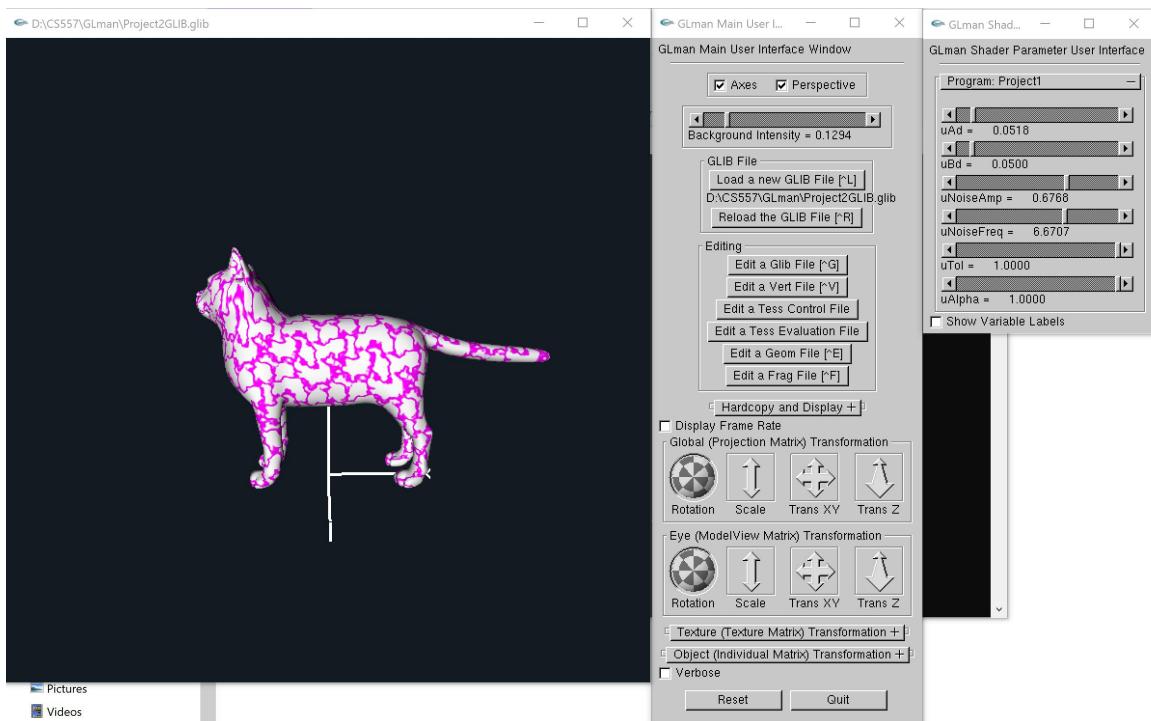 D:\CS557\GLman\Project2GLIB.glib
Pictures
Videos
GLman Main User I...
GLman Main User Interface Window
Axes Perspective
Background Intensity = 0.1294
GLIB File
Load a new GLIB File [^L]
D:\CS557\GLman\Project2GLIB.glib
Reload the GLIB File [^R]
Editing
Edit a Glib File [^G]
Edit a Vert File [^V]
Edit a Tess Control File
Edit a Tess Evaluation File
Edit a Geom File [^E]
Edit a Frag File [^F]
Hardcopy and Display +
Display Frame Rate
Global (Projection Matrix) Transformation
Rotation Scale Trans XY Trans Z
Eye (ModelView Matrix) Transformation
Rotation Scale Trans XY Trans Z
Texture (Texture Matrix) Transformation +
Object (Individual Matrix) Transformation +
Verbose
Reset Quit
GLman Shad...
GLman Shader Parameter User Interface
Program: Project1 —
uAd = 0.0518
uBd = 0.0500
uNoiseAmp = 0.6768
uNoiseFreq = 6.6707
uTol = 1.0000
uAlpha = 1.0000
Show Variable Labels